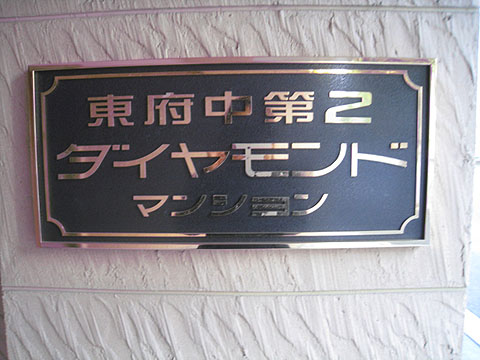 東府中第2
ダイヤモンド
マンション